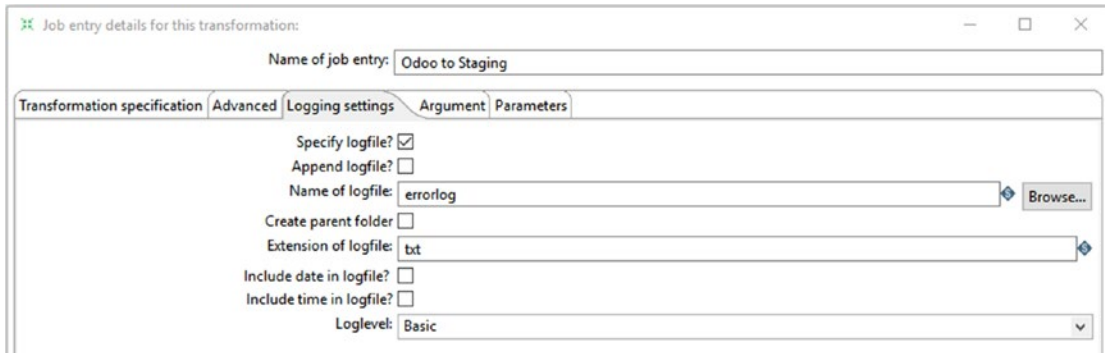 Job entry details for this transformation:
Name of job entry: Odoo to Staging
Transformation specification Advanced Logging settings Argument Parameters
Specify logfile?
Append logfile?
Name of logfile: errorlog Browse...
Create parent folder
Extension of logfile: txt
Include date in logfile?
Include time in logfile?
Loglevel: Basic